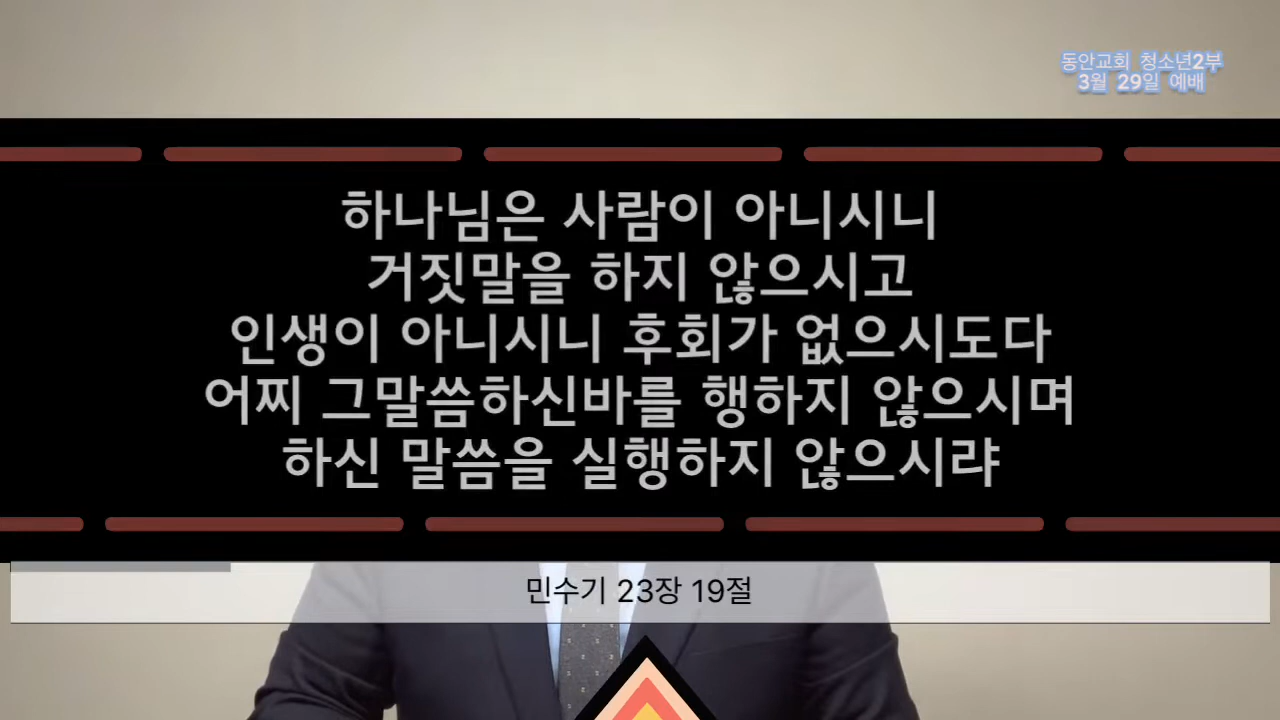 동안교회 청소년2부
3월 29일 예배
하나님은 사람이 아니시니
거짓말을 하지 않으시고
인생이 아니시니 후회가 없으시도다
어찌 그말씀하신바를 행하지 않으시며
하신 말씀을 실행하지 않으시랴
민수기 23장 19절